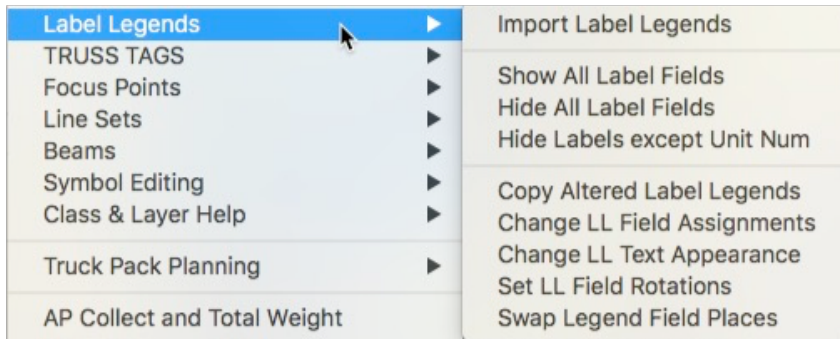 Label Legends
TRUSS TAGS
Focus Points
Line Sets
Beams
Symbol Editing
Class & Layer Help
Truck Pack Planning
AP Collect and Total Weight
Import Label Legends
Show All Label Fields
Hide All Label Fields
Hide Labels except Unit Num
Copy Altered Label Legends
Change LL Field Assignments
Change LL Text Appearance
Set LL Field Rotations
Swap Legend Field Places